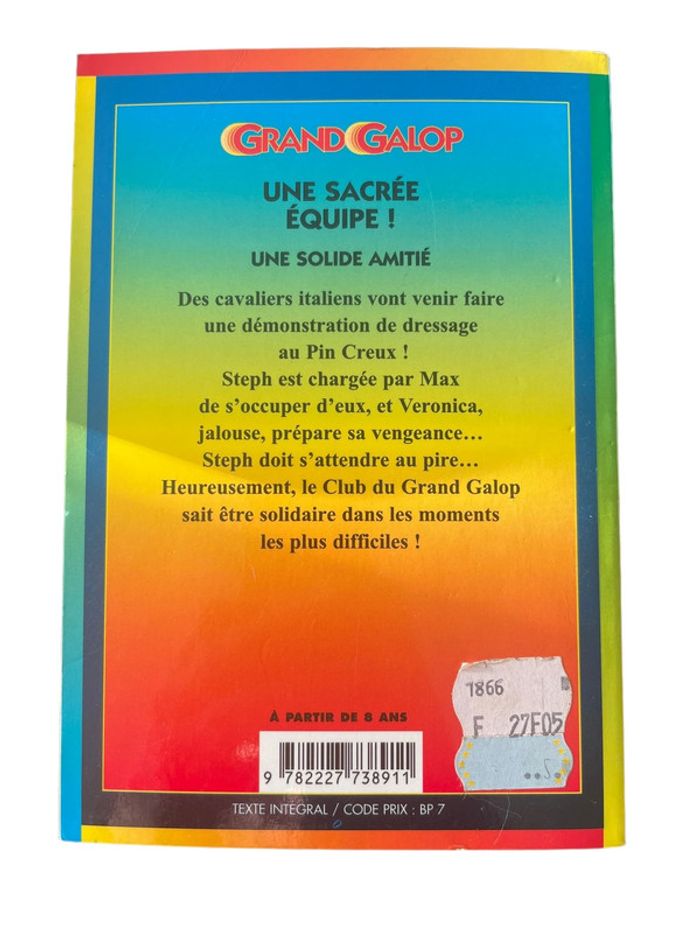 GRAND GALOP
UNE SACRÉE
ÉQUIPE !
UNE SOLIDE AMITIÉ
Des cavaliers italiens vont venir faire
une démonstration de dressage
au Pin Creux !
Steph est chargée par Max
de s’occuper d’eux, et Veronica,
jalouse, prépare sa vengeance…
Steph doit s’attendre au pire…
Heureusement, le Club du Grand Galop
sait être solidaire dans les moments
les plus difficiles !
À PARTIR DE 8 ANS
1866
F 27F05
9 782227 738911
TEXTE INTEGRAL / CODE PRIX : BP 7